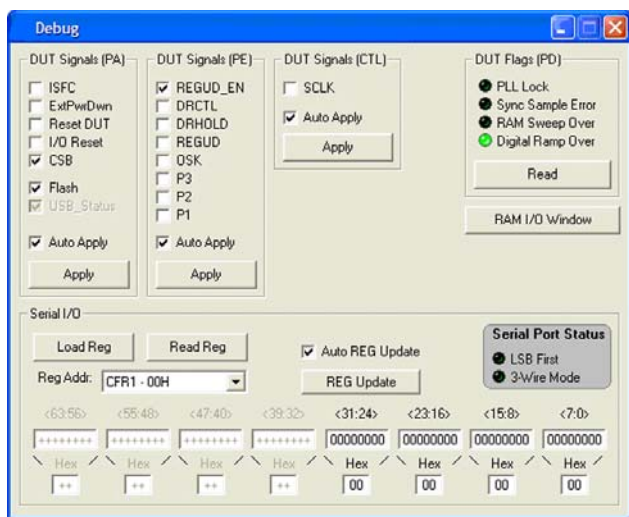 Debug
DUT Signals (PA)
ISFC
ExtPwrDwn
Reset DUT
I/O Reset
CSB
Flash
USB_Status
Auto Apply
Apply
DUT Signals (PE)
REGUD_EN
DRCTL
DRHOLD
REGUD
OSK
P3
P2
P1
Auto Apply
Apply
DUT Signals (CTL)
SCLK
Auto Apply
Apply
DUT Flags (PD)
PLL Lock
Sync Sample Error
RAM Sweep Over
Digital Ramp Over
Read
RAM I/O Window
Serial I/O
Load Reg Read Reg
Reg Addr: CFR1 - 00H
Auto REG Update
REG Update
Serial Port Status
LSB First
3-Wire Mode
<63:56> <55:48> <47:40> <39:32> <31:24> <23:16> <15:8> <7:0>
++++++++ ++++++++ ++++++++ ++++++++ 00000000 00000000 00000000 00000000
Hex Hex Hex Hex Hex Hex Hex Hex
++ ++ ++ ++ 00 00 00 00